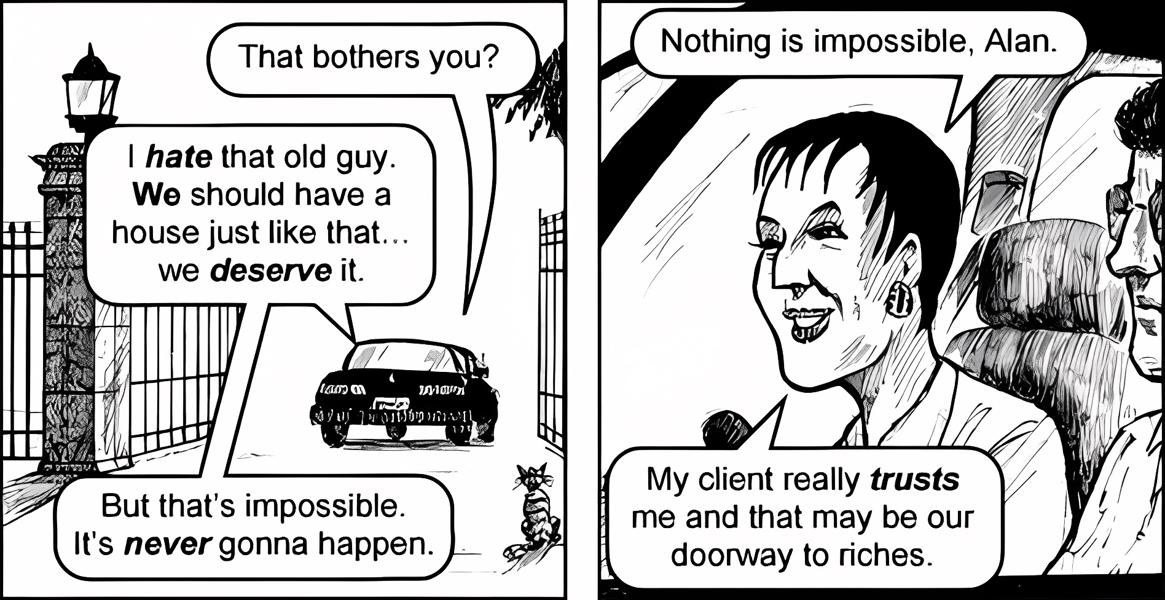 That bothers you?
I hate that old guy.
We should have a
house just like that...
we deserve it.
But that's impossible.
It's never gonna happen.
Nothing is impossible, Alan.
My client really trusts
me and that may be our
doorway to riches.